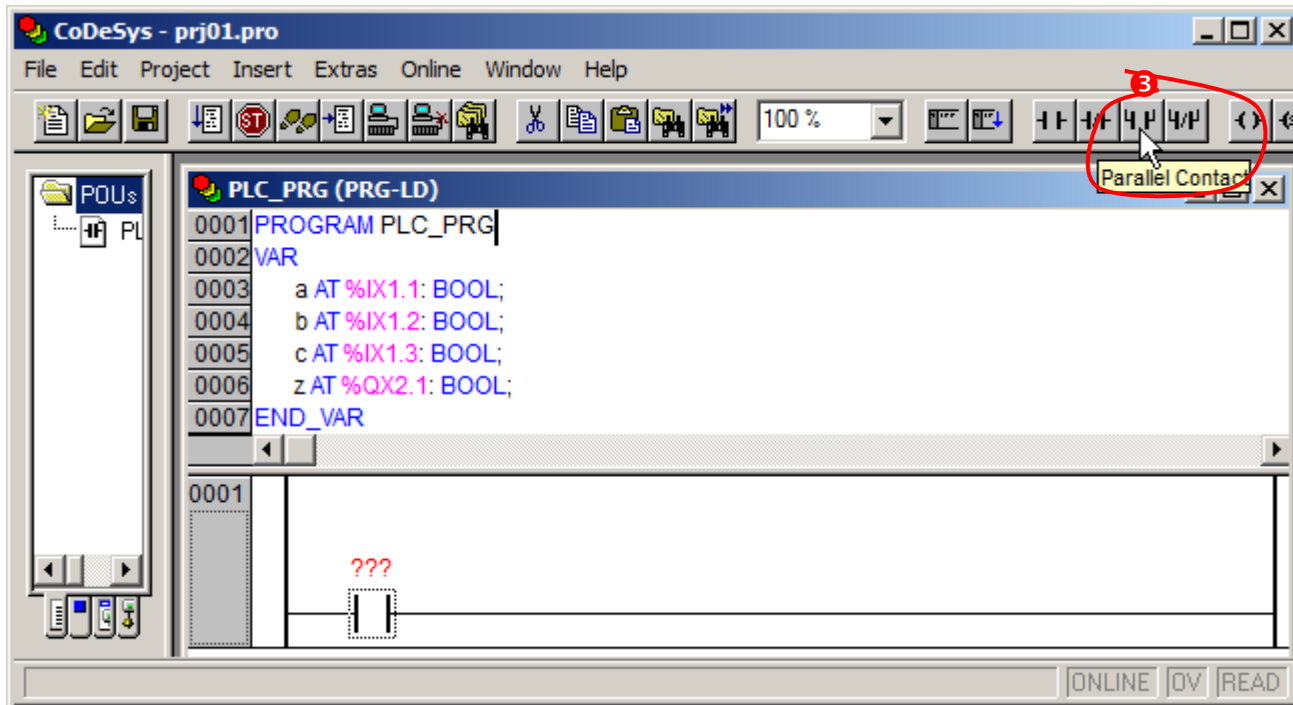 CoDeSys - prj01.pro
File Edit Project Insert Extras Online Window Help
3
ST 100 %
Parallel Contact
POUs
PL
PLC_PRG (PRG-LD)
0001 PROGRAM PLC_PRG
0002 VAR
0003 a AT %IX1.1: BOOL;
0004 b AT %IX1.2: BOOL;
0005 c AT %IX1.3: BOOL;
0006 z AT %QX2.1: BOOL;
0007 END_VAR
0001
???
ONLINE OV READ